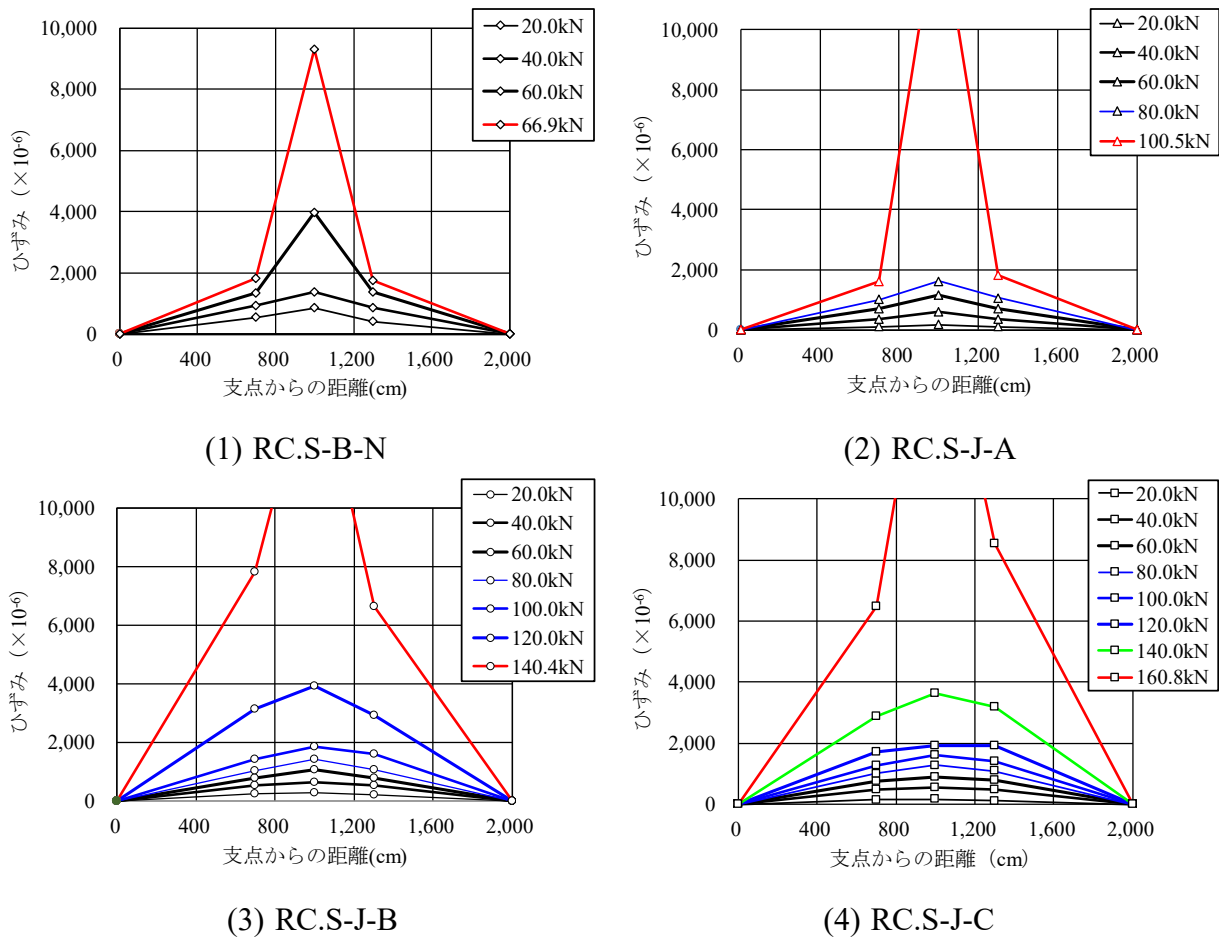 10,000
8,000
6,000
4,000
2,000
0
ひずみ（×10⁻⁶）
0 400 800 1,200 1,600 2,000
支点からの距離(cm)
20.0kN
40.0kN
60.0kN
66.9kN
(1) RC.S-B-N
10,000
8,000
6,000
4,000
2,000
0
ひずみ（×10⁻⁶）
0 400 800 1,200 1,600 2,000
支点からの距離(cm)
20.0kN
40.0kN
60.0kN
80.0kN
100.5kN
(2) RC.S-J-A
10,000
8,000
6,000
4,000
2,000
0
ひずみ（×10⁻⁶）
0 400 800 1,200 1,600 2,000
支点からの距離(cm)
20.0kN
40.0kN
60.0kN
80.0kN
100.0kN
120.0kN
140.4kN
(3) RC.S-J-B
10,000
8,000
6,000
4,000
2,000
0
ひずみ（×10⁻⁶）
0 400 800 1,200 1,600 2,000
支点からの距離（cm）
20.0kN
40.0kN
60.0kN
80.0kN
100.0kN
120.0kN
140.0kN
160.8kN
(4) RC.S-J-C